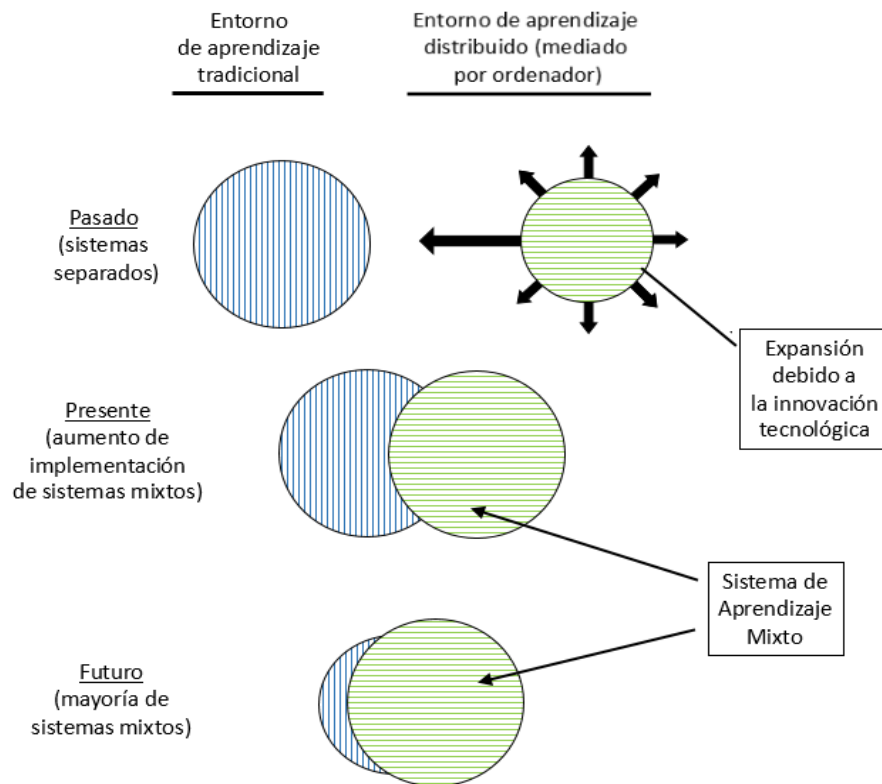 Entorno
de aprendizaje
tradicional
Entorno de aprendizaje
distribuido (mediado
por ordenador)
Pasado
(sistemas
separados)
Expansión
debido a
la innovación
tecnológica
Presente
(aumento de
implementación
de sistemas mixtos)
Sistema de
Aprendizaje
Mixto
Futuro
(mayoría de
sistemas mixtos)